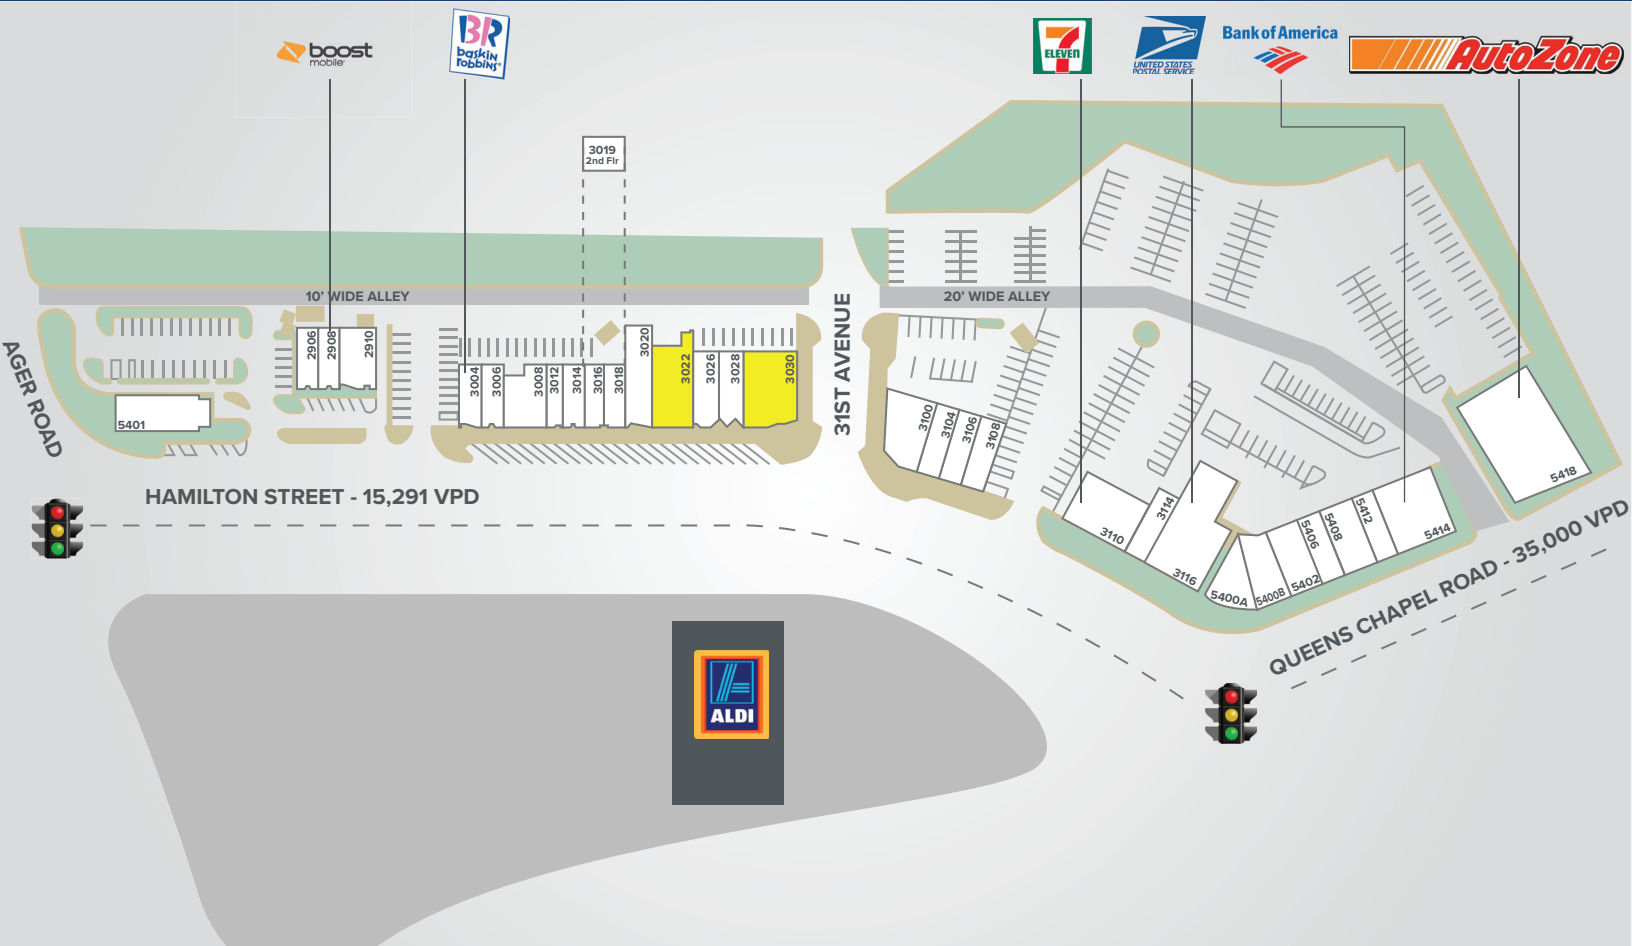 boost
mobile
BR
baskin
robbins
7
ELEVEN
UNITED STATES
POSTAL SERVICE
Bank of America
AutoZone
3019
2nd Flr
10' WIDE ALLEY
20' WIDE ALLEY
AGER ROAD
31ST AVENUE
5401
2906
2908
2910
3004
3006
3008
3012
3014
3016
3018
3020
3022
3026
3028
3030
3100
3104
3106
3108
3110
3114
3116
5400A
5400B
5402
5406
5408
5412
5414
5418
HAMILTON STREET - 15,291 VPD
QUEENS CHAPEL ROAD - 35,000 VPD
ALDI